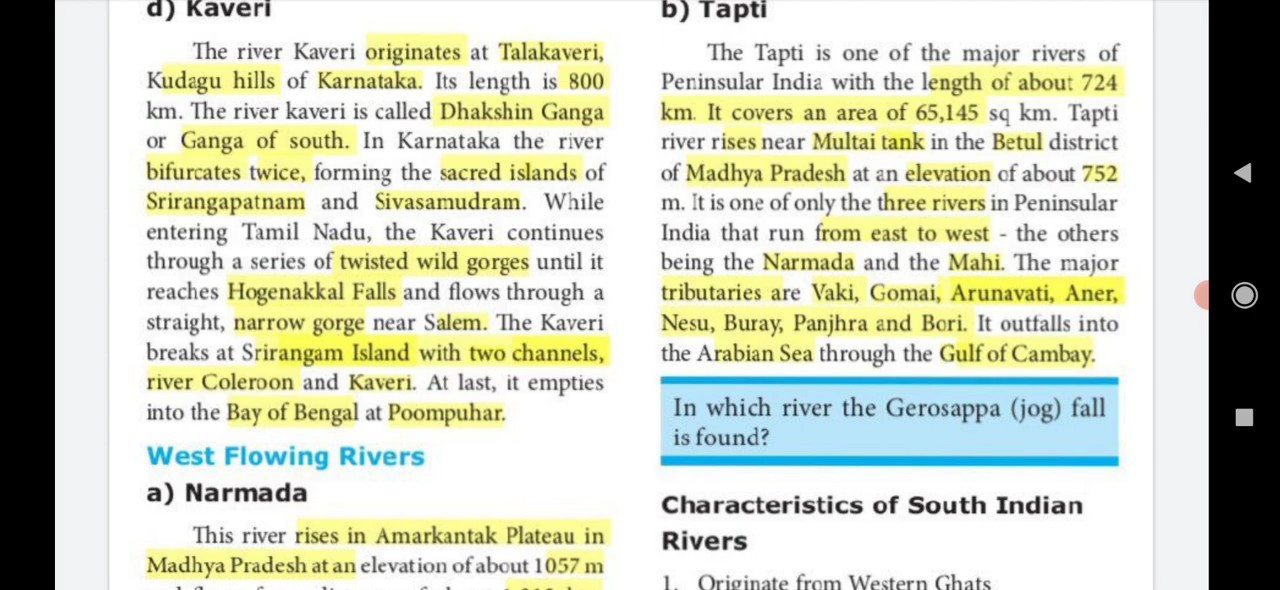 d) Kaveri
The river Kaveri originates at Talakaveri,
Kudagu hills of Karnataka. Its length is 800
km. The river kaveri is called Dhakshin Ganga
or Ganga of south. In Karnataka the river
bifurcates twice, forming the sacred islands of
Srirangapatnam and Sivasamudram. While
entering Tamil Nadu, the Kaveri continues
through a series of twisted wild gorges until it
reaches Hogenakkal Falls and flows through a
straight, narrow gorge near Salem. The Kaveri
breaks at Srirangam Island with two channels,
river Coleroon and Kaveri. At last, it empties
into the Bay of Bengal at Poompuhar.
West Flowing Rivers
a) Narmada
This river rises in Amarkantak Plateau in
Madhya Pradesh at an elevation of about 1057 m
b) Tapti
The Tapti is one of the major rivers of
Peninsular India with the length of about 724
km. It covers an area of 65,145 sq km. Tapti
river rises near Multai tank in the Betul district
of Madhya Pradesh at an elevation of about 752
m. It is one of only the three rivers in Peninsular
India that run from east to west - the others
being the Narmada and the Mahi. The major
tributaries are Vaki, Gomai, Arunavati, Aner,
Nesu, Buray, Panjhra and Bori. It outfalls into
the Arabian Sea through the Gulf of Cambay.
In which river the Gerosappa (jog) fall
is found?
Characteristics of South Indian
Rivers
1. Originate from Western Ghats